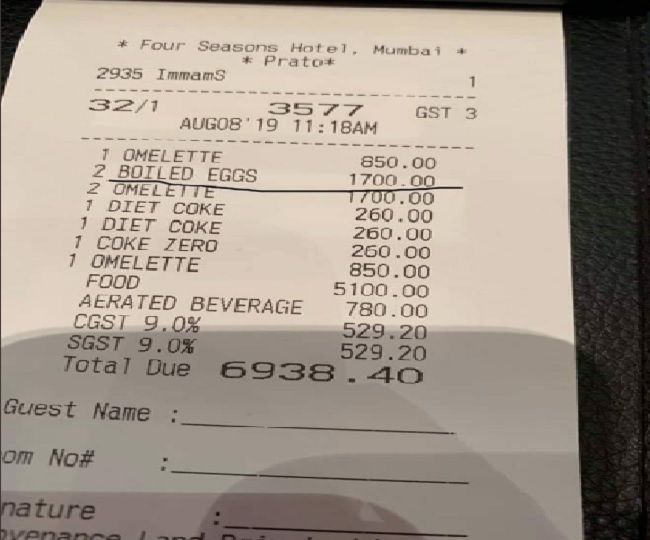 * Four Seasons Hotel, Mumbai *
* Prato*
2935 ImmamS 1
32/1 3577 GST 3
AUG08'19 11:18AM
1 OMELETTE 850.00
2 BOILED EGGS 1700.00
2 OMELETTE 1700.00
1 DIET COKE 260.00
1 DIET COKE 260.00
1 COKE ZERO 260.00
1 OMELETTE 850.00
FOOD 5100.00
AERATED BEVERAGE 780.00
CGST 9.0% 529.20
SGST 9.0% 529.20
Total Due 6938.40
Guest Name :
om No# :
nature :